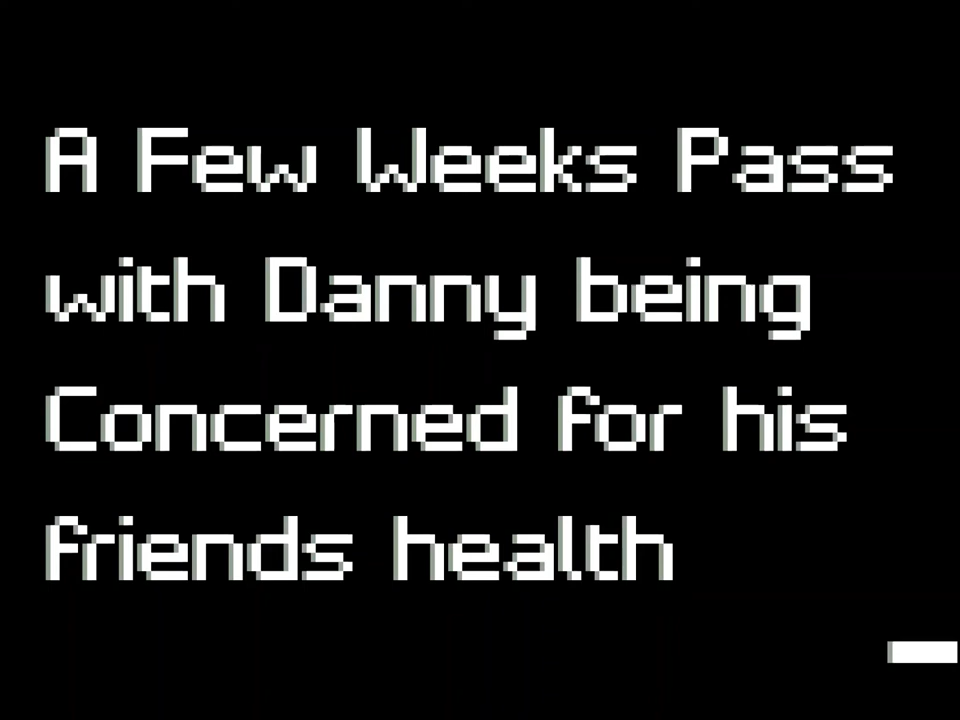 A Few Weeks Pass
with Danny being
Concerned for his
friends health